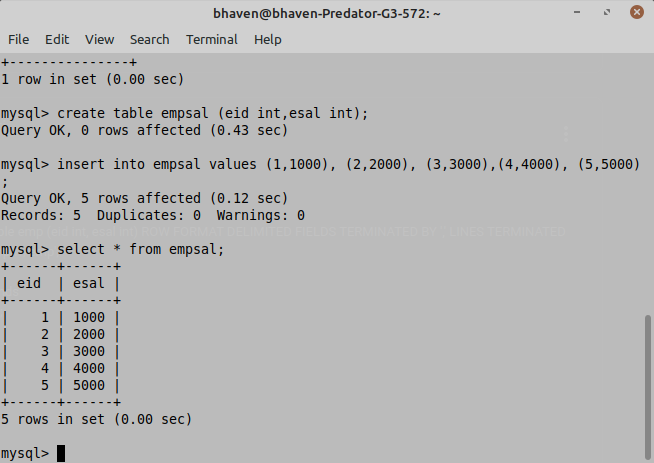 bhaven@bhaven-Predator-G3-572: ~
File Edit View Search Terminal Help
+---------------+
1 row in set (0.00 sec)
mysql> create table empsal (eid int,esal int);
Query OK, 0 rows affected (0.43 sec)
mysql> insert into empsal values (1,1000), (2,2000), (3,3000),(4,4000), (5,5000)
;
Query OK, 5 rows affected (0.12 sec)
Records: 5  Duplicates: 0  Warnings: 0
mysql> select * from empsal;
+------+------+
| eid  | esal |
+------+------+
|    1 | 1000 |
|    2 | 2000 |
|    3 | 3000 |
|    4 | 4000 |
|    5 | 5000 |
+------+------+
5 rows in set (0.00 sec)
mysql>